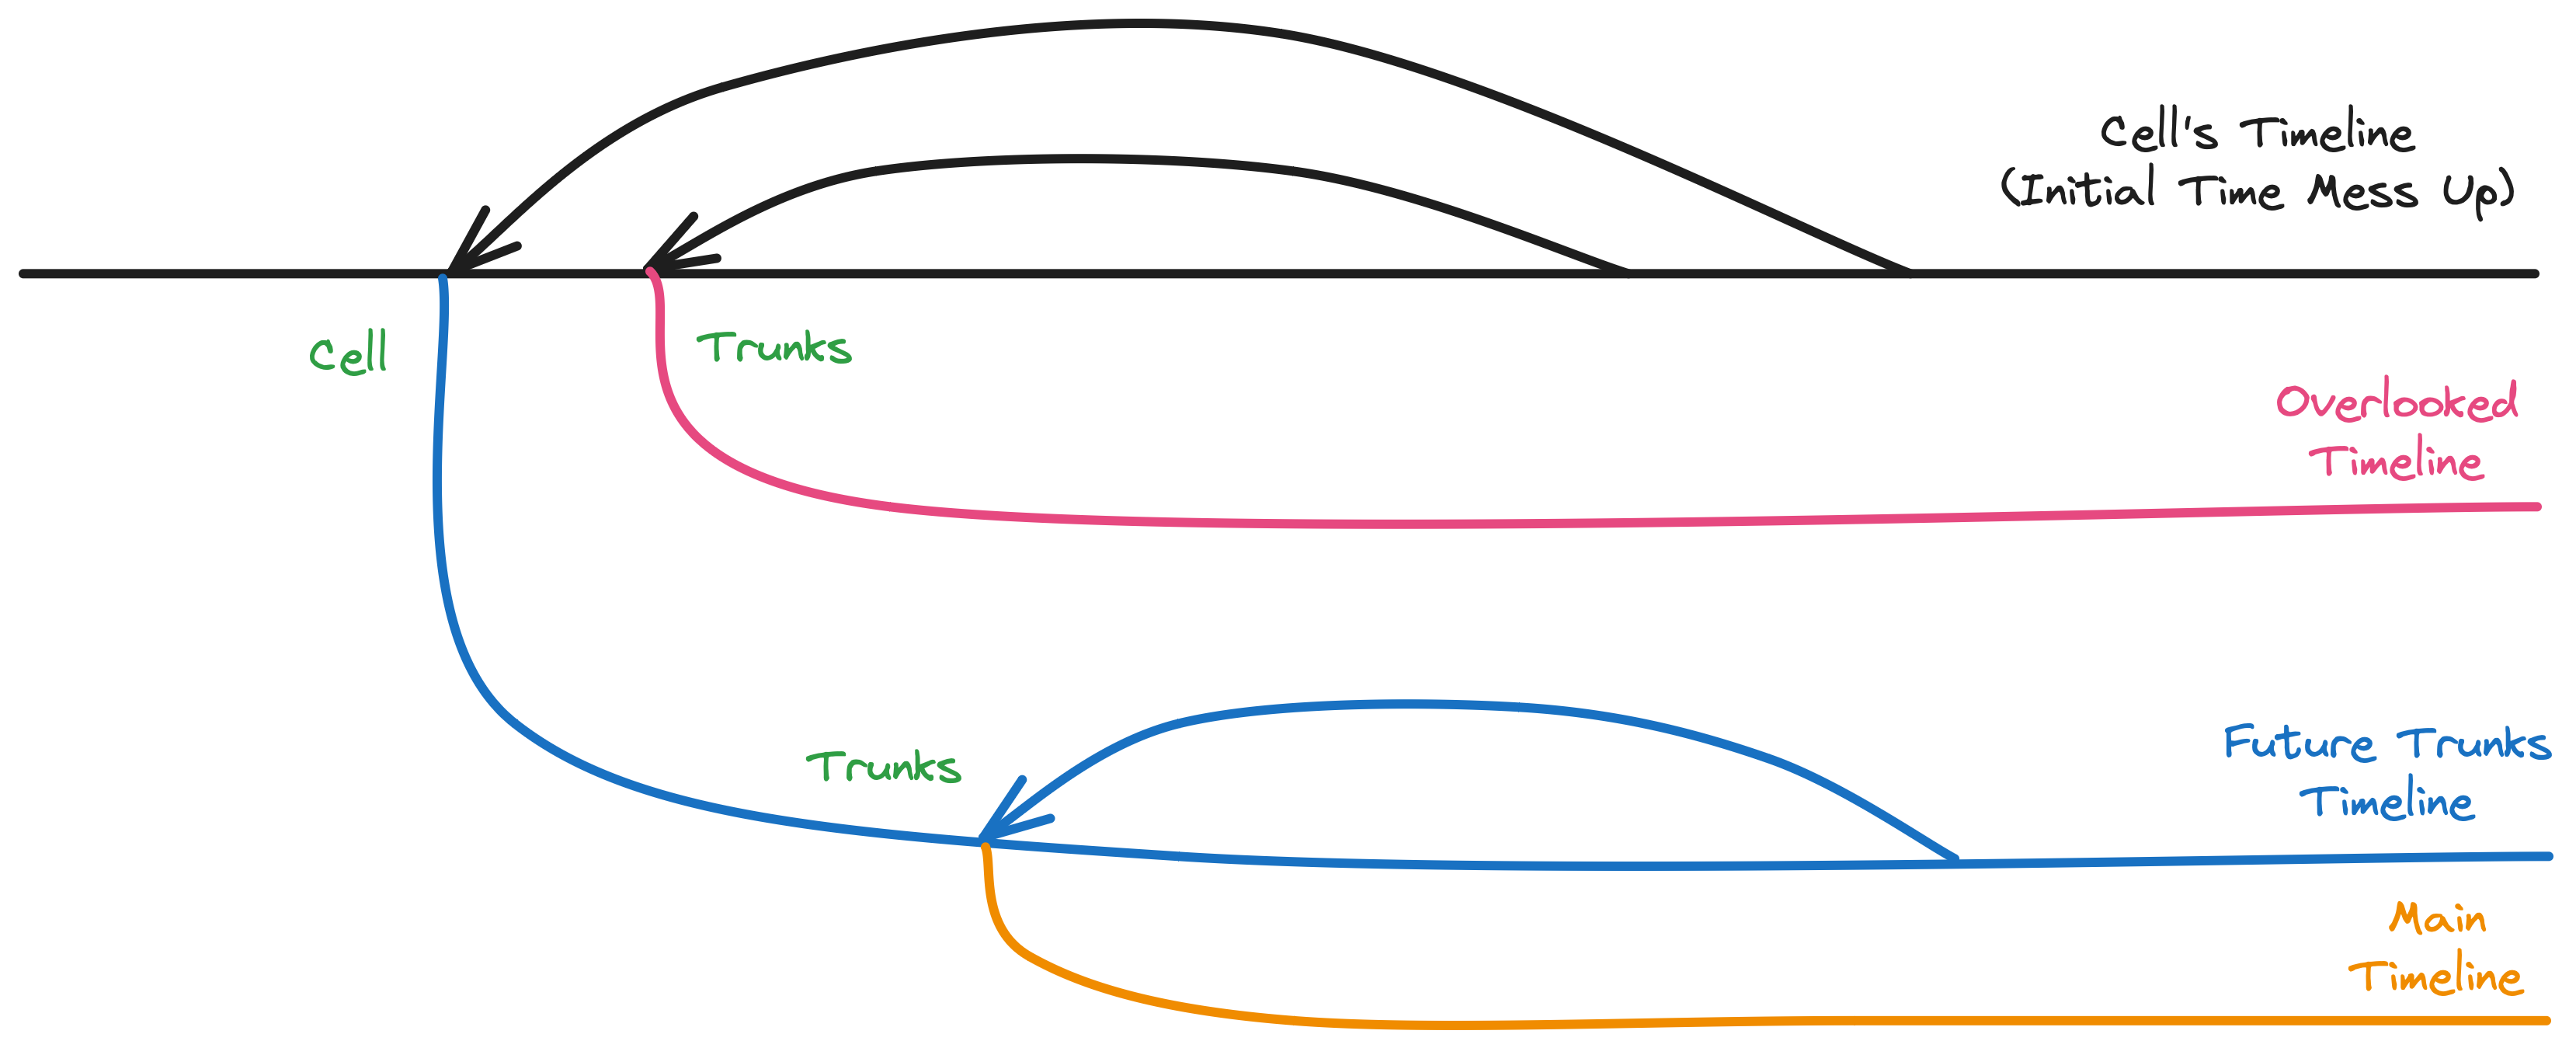 Cell's Timeline
(Initial Time Mess Up)
Cell
Trunks
Overlooked
Timeline
Trunks
Future Trunks
Timeline
Main
Timeline